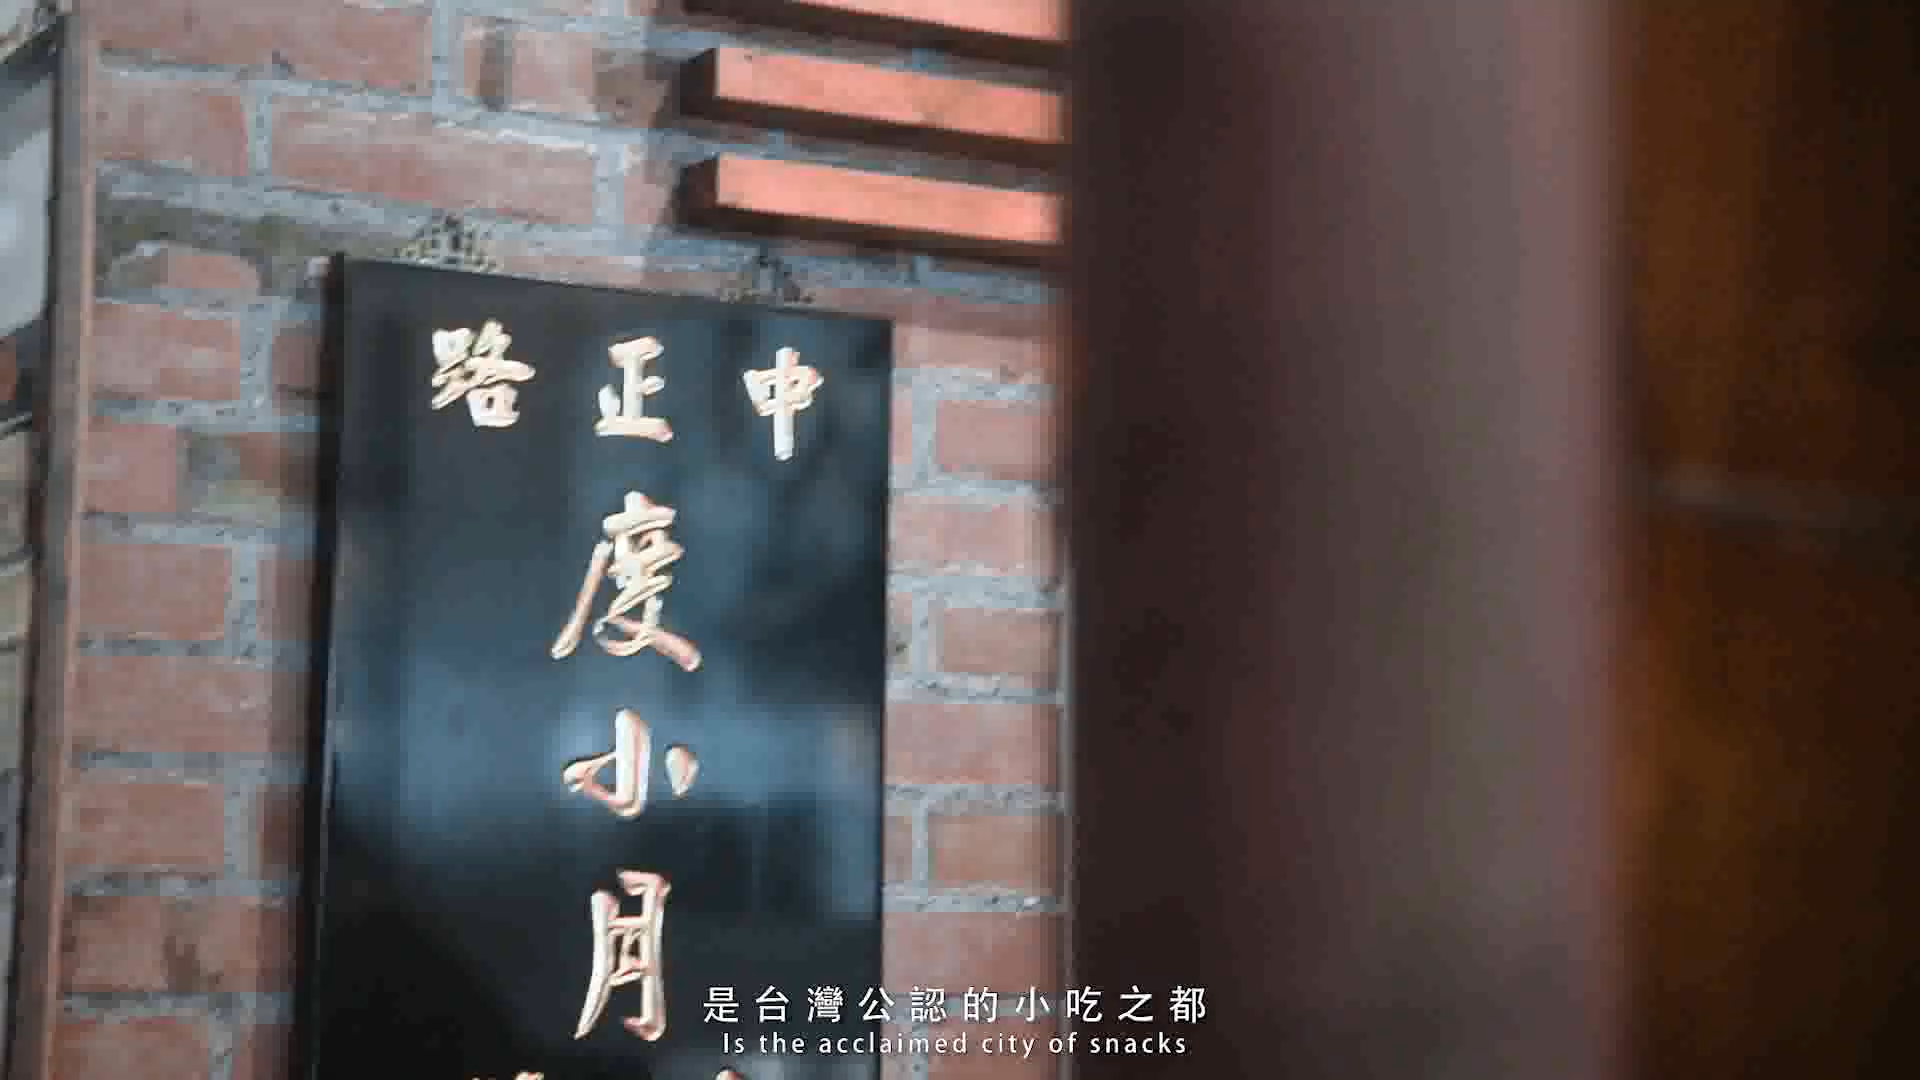 中正路
度小月
是台灣公認的小吃之都
Is the acclaimed city of snacks